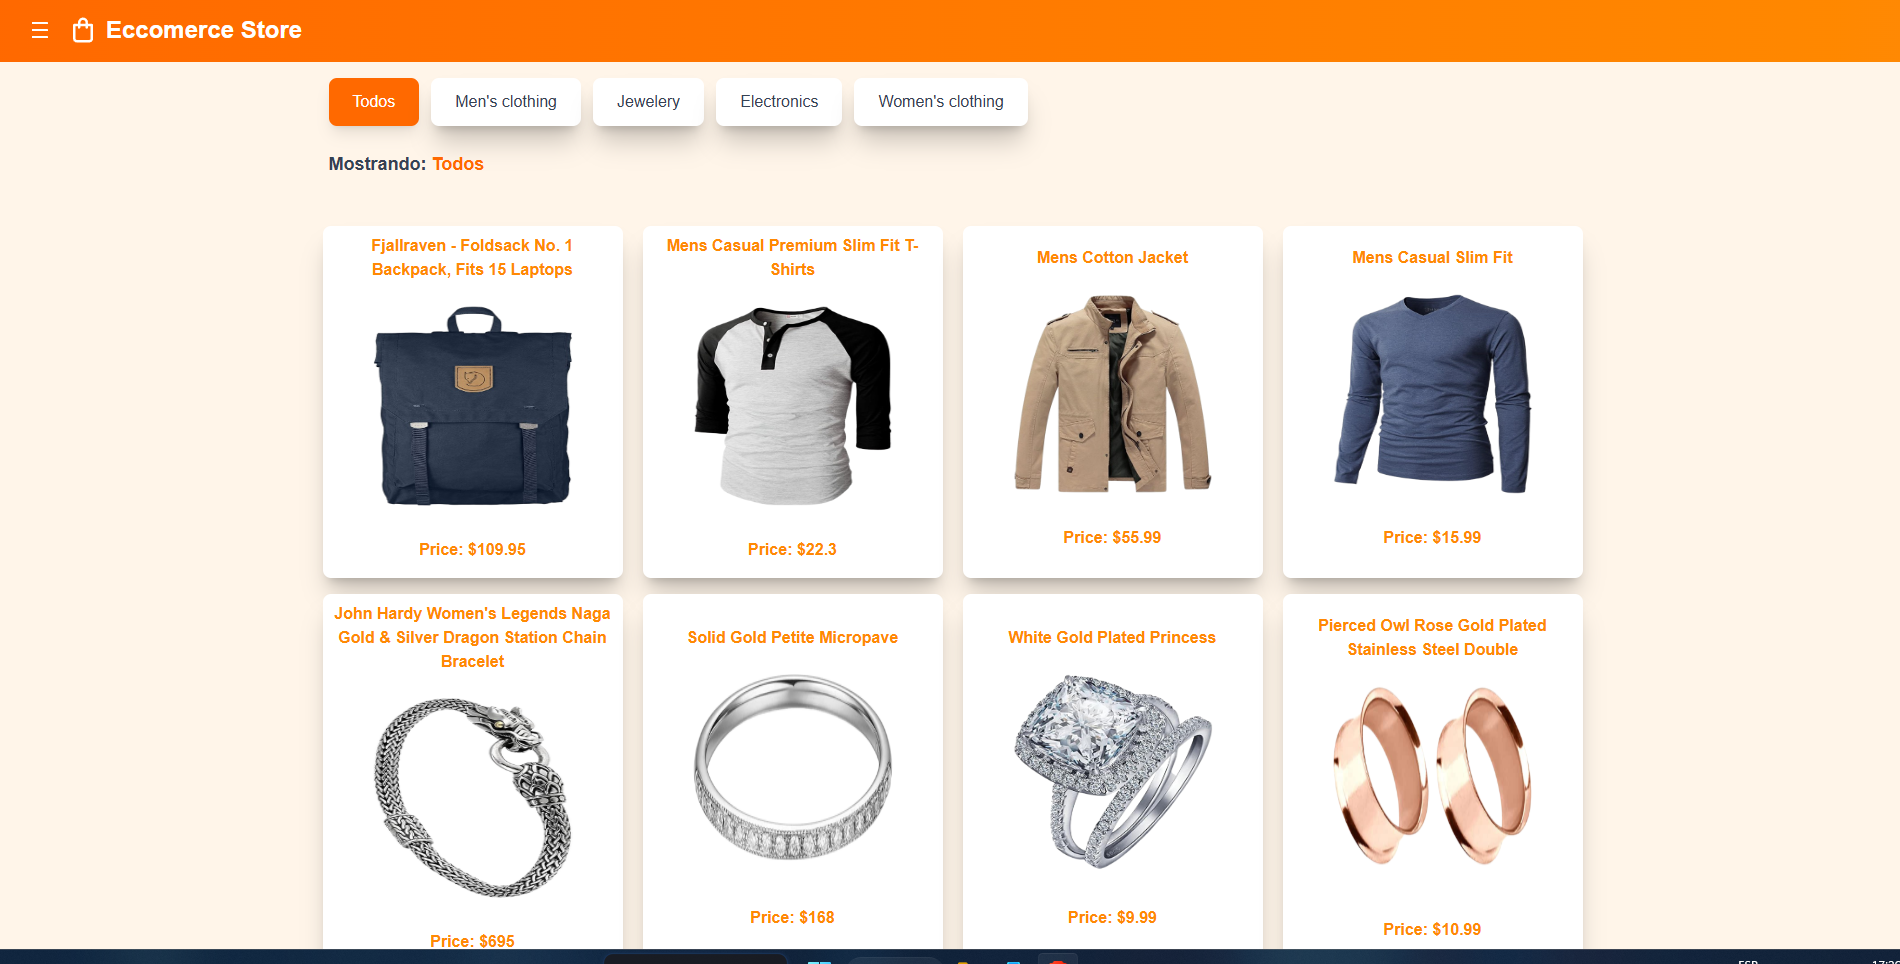 Eccomerce Store
Todos
Men's clothing
Jewelery
Electronics
Women's clothing
Mostrando: Todos
Fjallraven - Foldsack No. 1
Backpack, Fits 15 Laptops
Price: $109.95
Mens Casual Premium Slim Fit T-
Shirts
Price: $22.3
Mens Cotton Jacket
Price: $55.99
Mens Casual Slim Fit
Price: $15.99
John Hardy Women's Legends Naga
Gold & Silver Dragon Station Chain
Bracelet
Price: $695
Solid Gold Petite Micropave
Price: $168
White Gold Plated Princess
Price: $9.99
Pierced Owl Rose Gold Plated
Stainless Steel Double
Price: $10.99